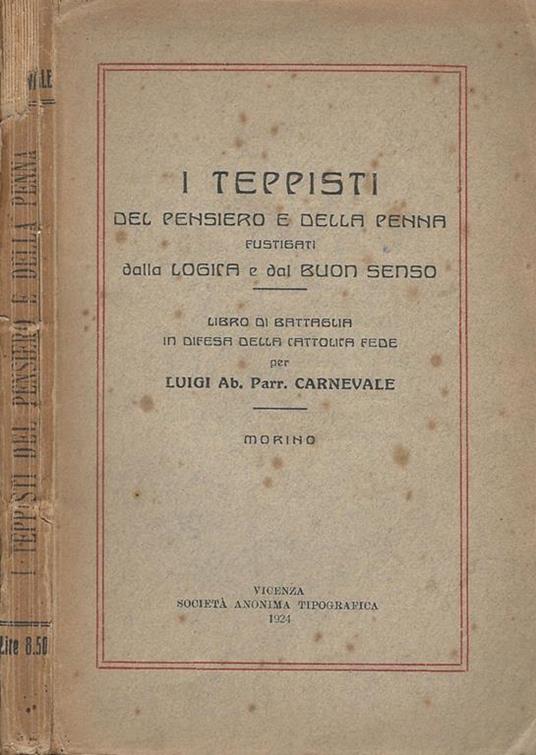 I TEPPISTI
DEL PENSIERO E DELLA PENNA
FUSTIGATI
dalla LOGICA e dal BUON SENSO
LIBRO DI BATTAGLIA
IN DIFESA DELLA CATTOLICA FEDE
per
LUIGI Ab. Parr. CARNEVALE
MORINO
VICENZA
SOCIETÀ ANONIMA TIPOGRAFICA
1924
I TEPPISTI DEL PENSIERO E DELLA PENNA
Lire 8.50